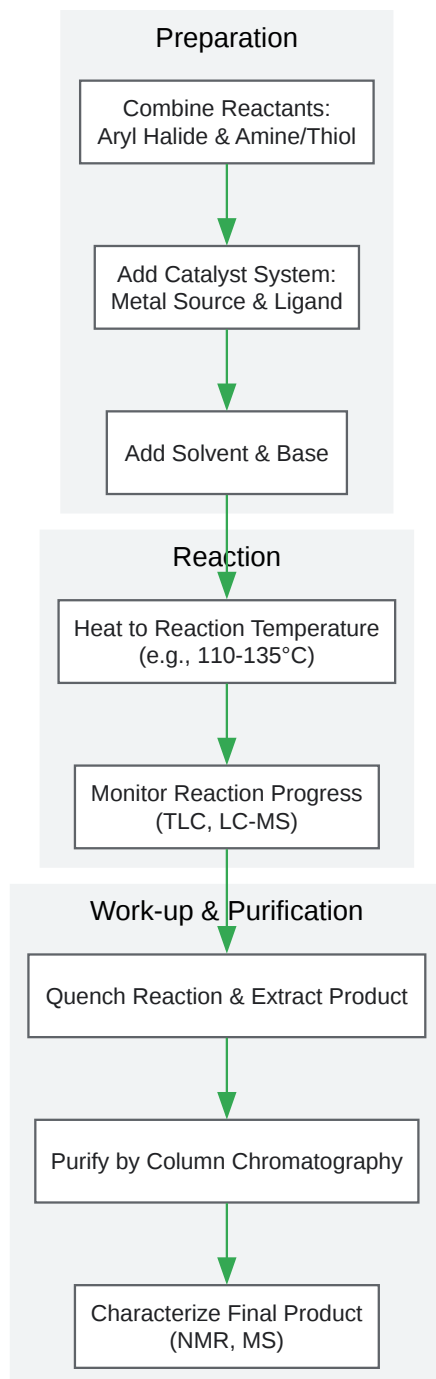 Preparation
Combine Reactants:
Aryl Halide & Amine/Thiol
Add Catalyst System:
Metal Source & Ligand
Add Solvent & Base
Reaction
Heat to Reaction Temperature
(e.g., 110-135°C)
Monitor Reaction Progress
(TLC, LC-MS)
Work-up & Purification
Quench Reaction & Extract Product
Purify by Column Chromatography
Characterize Final Product
(NMR, MS)